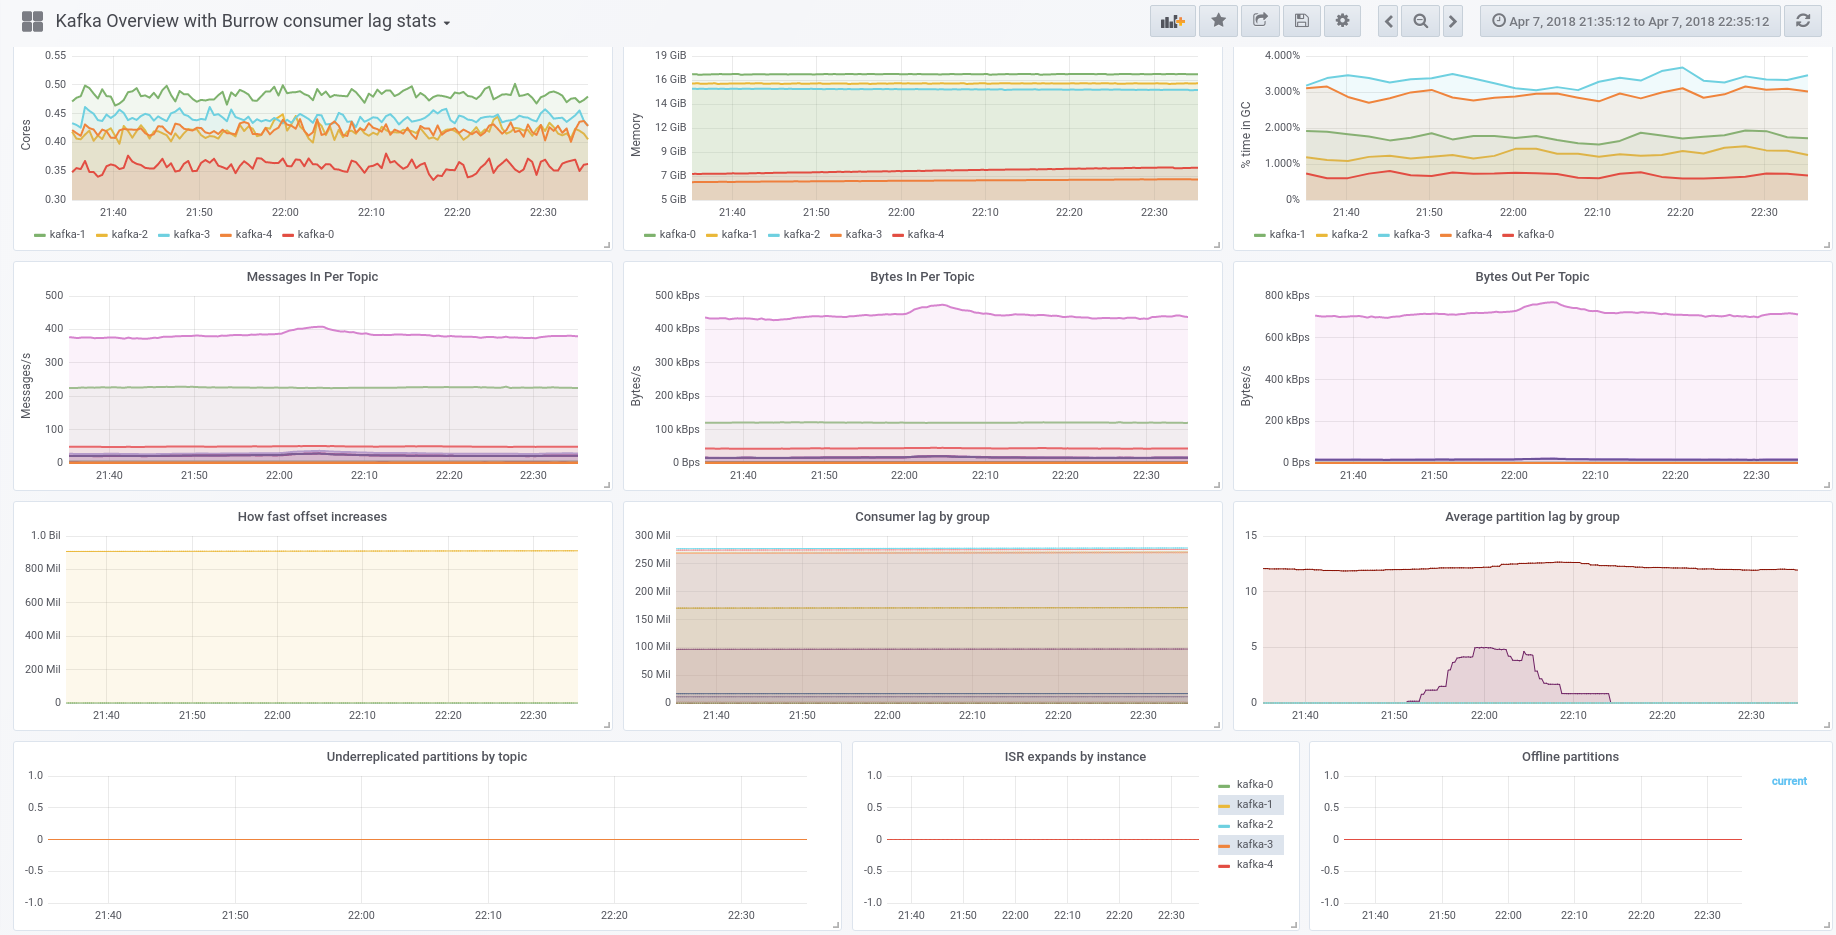 Kafka Overview with Burrow consumer lag stats
Apr 7, 2018 21:35:12 to Apr 7, 2018 22:35:12
Cores
0.55
0.50
0.45
0.40
0.35
0.30
21:40 21:50 22:00 22:10 22:20 22:30
kafka-1 kafka-2 kafka-3 kafka-4 kafka-0
Memory
19 GiB
16 GiB
14 GiB
12 GiB
9 GiB
7 GiB
5 GiB
21:40 21:50 22:00 22:10 22:20 22:30
kafka-0 kafka-1 kafka-2 kafka-3 kafka-4
% time in GC
4.000%
3.000%
2.000%
1.000%
0%
21:40 21:50 22:00 22:10 22:20 22:30
kafka-1 kafka-2 kafka-3 kafka-4 kafka-0
Messages In Per Topic
Messages/s
500
400
300
200
100
0
21:40 21:50 22:00 22:10 22:20 22:30
Bytes In Per Topic
Bytes/s
500 kBps
400 kBps
300 kBps
200 kBps
100 kBps
0 Bps
21:40 21:50 22:00 22:10 22:20 22:30
Bytes Out Per Topic
Bytes/s
800 kBps
600 kBps
400 kBps
200 kBps
0 Bps
21:40 21:50 22:00 22:10 22:20 22:30
How fast offset increases
1.0 Bil
800 Mil
600 Mil
400 Mil
200 Mil
0
21:40 21:50 22:00 22:10 22:20 22:30
Consumer lag by group
300 Mil
250 Mil
200 Mil
150 Mil
100 Mil
50 Mil
0
21:40 21:50 22:00 22:10 22:20 22:30
Average partition lag by group
15
10
5
0
21:40 21:50 22:00 22:10 22:20 22:30
Underreplicated partitions by topic
1.0
0.5
0
-0.5
-1.0
21:40 21:50 22:00 22:10 22:20 22:30
ISR expands by instance
1.0
0.5
0
-0.5
-1.0
21:40 21:50 22:00 22:10 22:20 22:30
kafka-0
kafka-1
kafka-2
kafka-3
kafka-4
Offline partitions
1.0
0.5
0
-0.5
-1.0
21:40 21:50 22:00 22:10 22:20 22:30
current